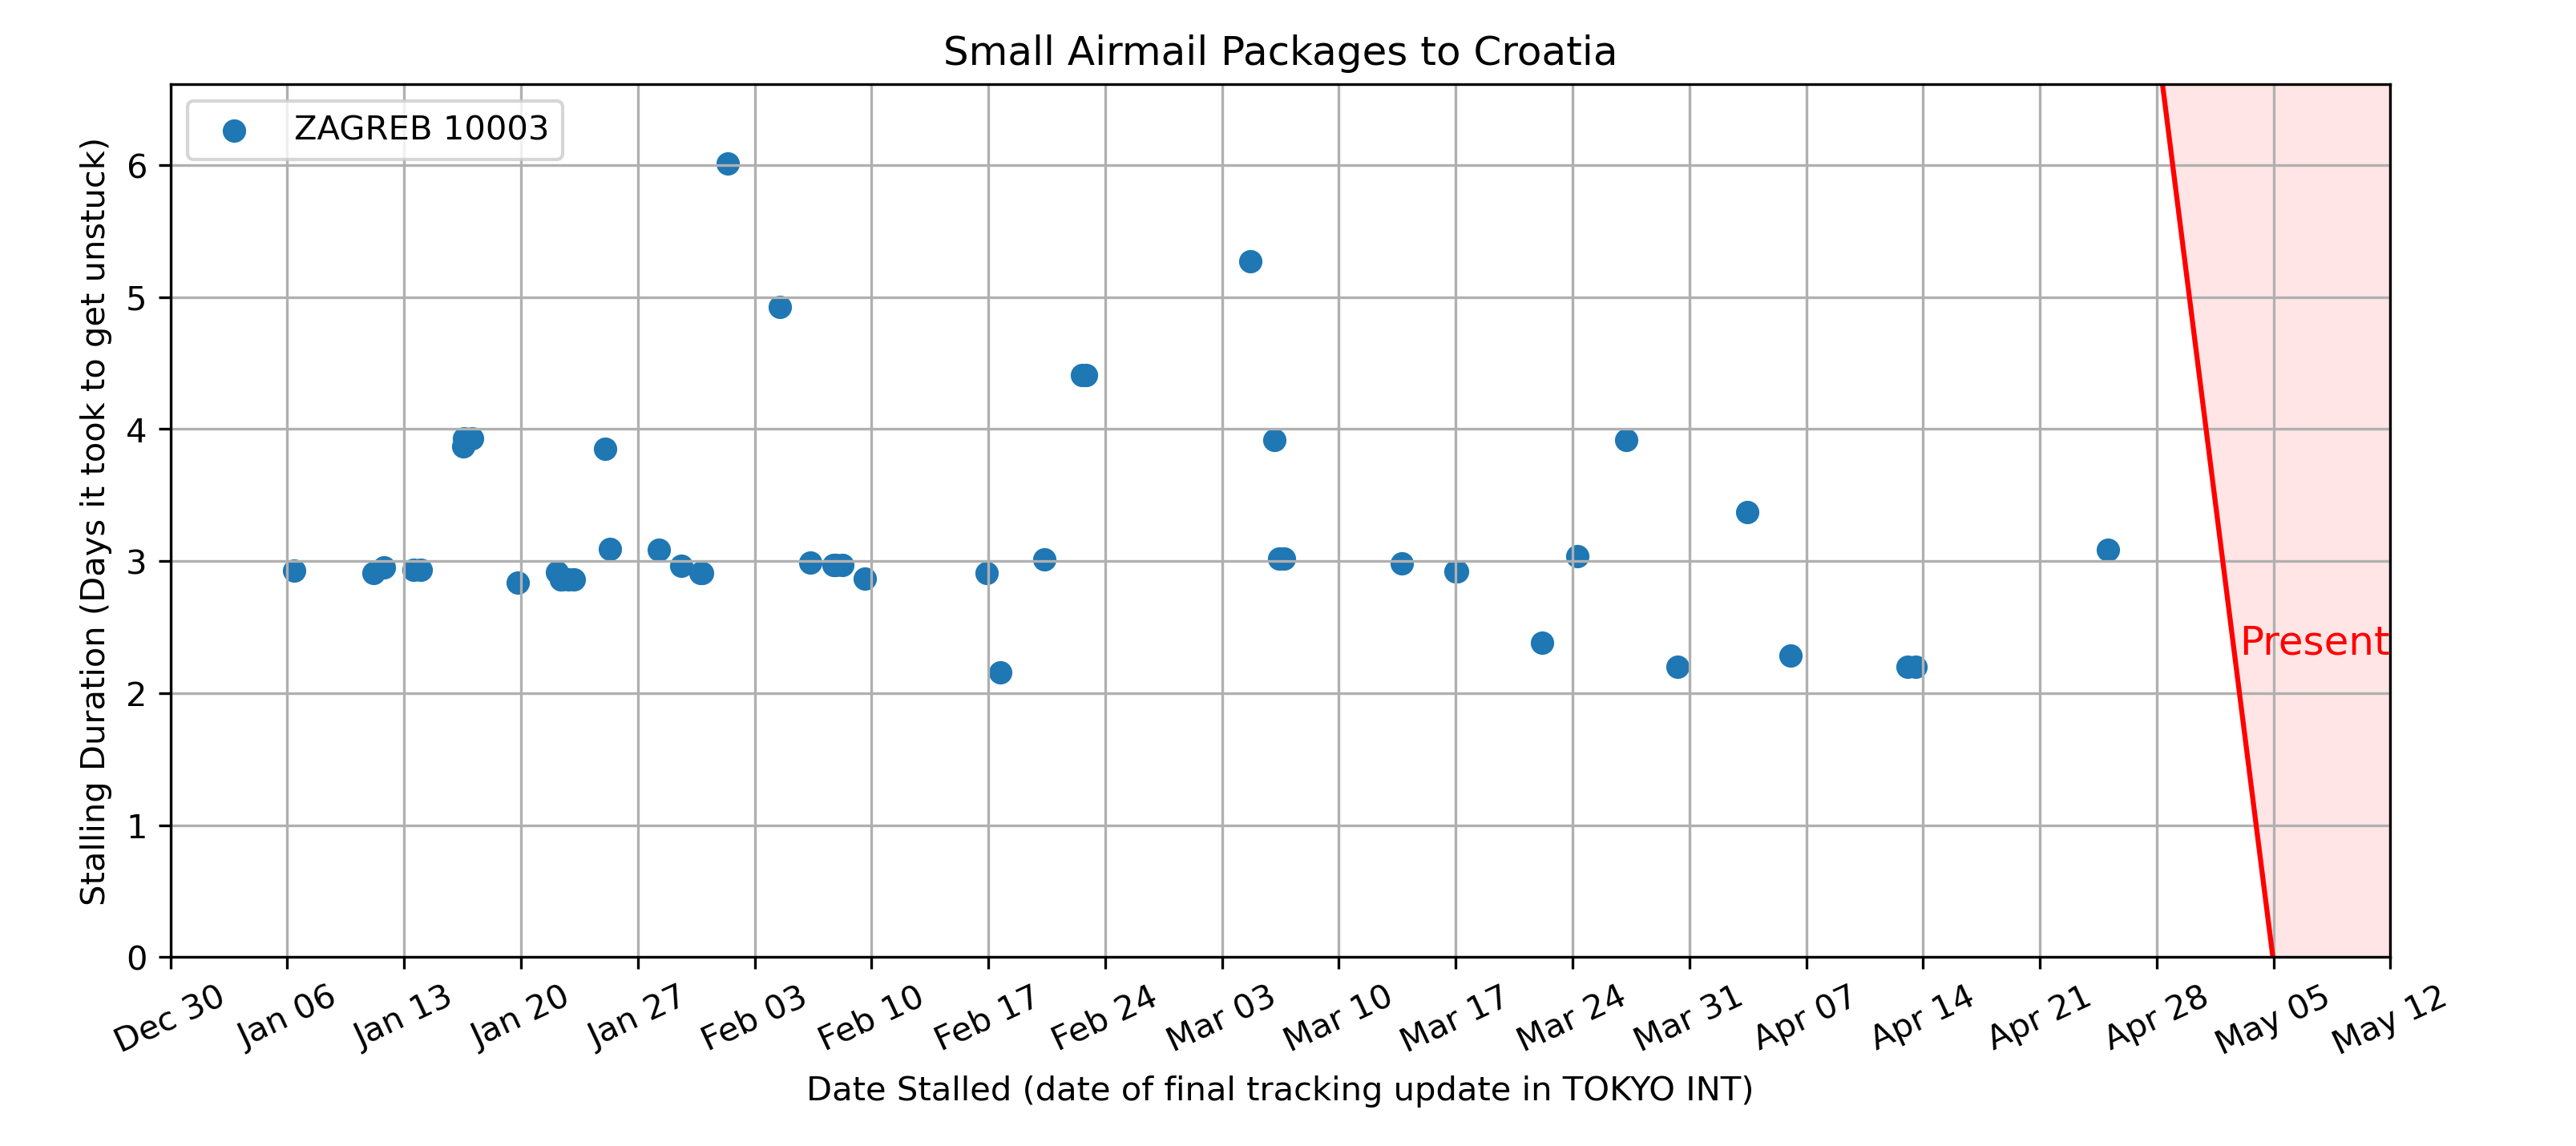 Small Airmail Packages to Croatia
ZAGREB 10003
Stalling Duration (Days it took to get unstuck)
6
5
4
3
2
1
0
Present
Dec 30
Jan 06
Jan 13
Jan 20
Jan 27
Feb 03
Feb 10
Feb 17
Feb 24
Mar 03
Mar 10
Mar 17
Mar 24
Mar 31
Apr 07
Apr 14
Apr 21
Apr 28
May 05
May 12
Date Stalled (date of final tracking update in TOKYO INT)